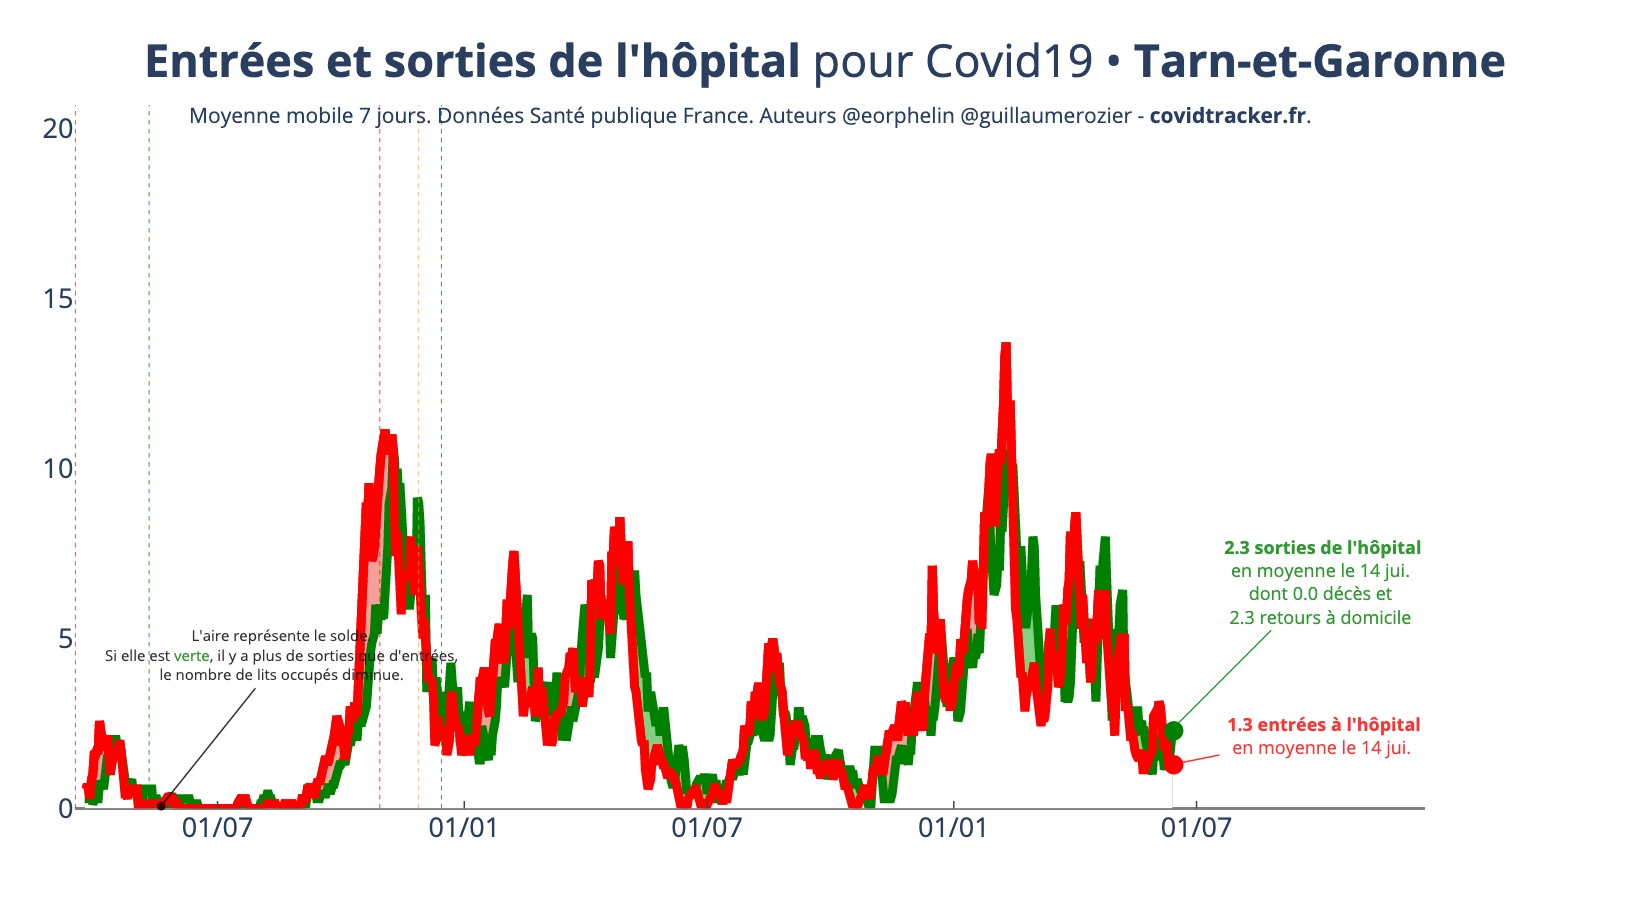 Entrées et sorties de l'hôpital pour Covid19 • Tarn-et-Garonne
Moyenne mobile 7 jours. Données Santé publique France. Auteurs @eorphelin @guillaumerozier - covidtracker.fr.
20
15
10
5
0
L'aire représente le solde.
Si elle est verte, il y a plus de sorties que d'entrées,
le nombre de lits occupés diminue.
2.3 sorties de l'hôpital
en moyenne le 14 jui.
dont 0.0 décès et
2.3 retours à domicile
1.3 entrées à l'hôpital
en moyenne le 14 jui.
01/07
01/01
01/07
01/01
01/07